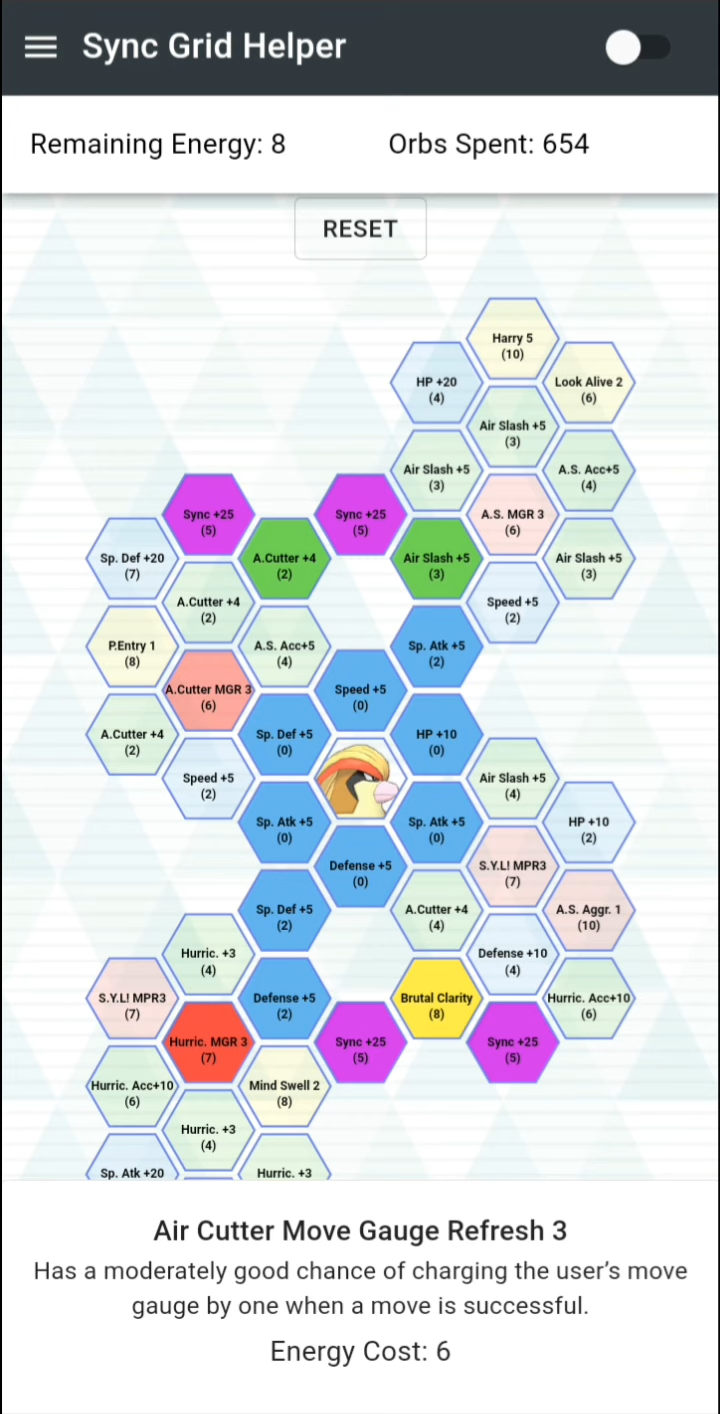 Sync Grid Helper
Remaining Energy: 8
Orbs Spent: 654
RESET
Harry 5
(10)
HP +20
(4)
Look Alive 2
(6)
Air Slash +5
(3)
Air Slash +5
(3)
A.S. Acc+5
(4)
Sync +25
(5)
Sync +25
(5)
A.S. MGR 3
(6)
Sp. Def +20
(7)
A.Cutter +4
(2)
Air Slash +5
(3)
Air Slash +5
(3)
A.Cutter +4
(2)
Speed +5
(2)
P.Entry 1
(8)
A.S. Acc+5
(4)
Sp. Atk +5
(2)
A.Cutter MGR 3
(6)
Speed +5
(0)
A.Cutter +4
(2)
Sp. Def +5
(0)
HP +10
(0)
Speed +5
(2)
Air Slash +5
(4)
Sp. Atk +5
(0)
Sp. Atk +5
(0)
HP +10
(2)
Defense +5
(0)
S.Y.L! MPR3
(7)
Sp. Def +5
(2)
A.Cutter +4
(4)
A.S. Aggr. 1
(10)
Hurric. +3
(4)
Defense +10
(4)
S.Y.L! MPR3
(7)
Defense +5
(2)
Brutal Clarity
(8)
Hurric. Acc+10
(6)
Hurric. MGR 3
(7)
Sync +25
(5)
Sync +25
(5)
Hurric. Acc+10
(6)
Mind Swell 2
(8)
Hurric. +3
(4)
Sp. Atk +20
Hurric. +3
Air Cutter Move Gauge Refresh 3
Has a moderately good chance of charging the user's move
gauge by one when a move is successful.
Energy Cost: 6